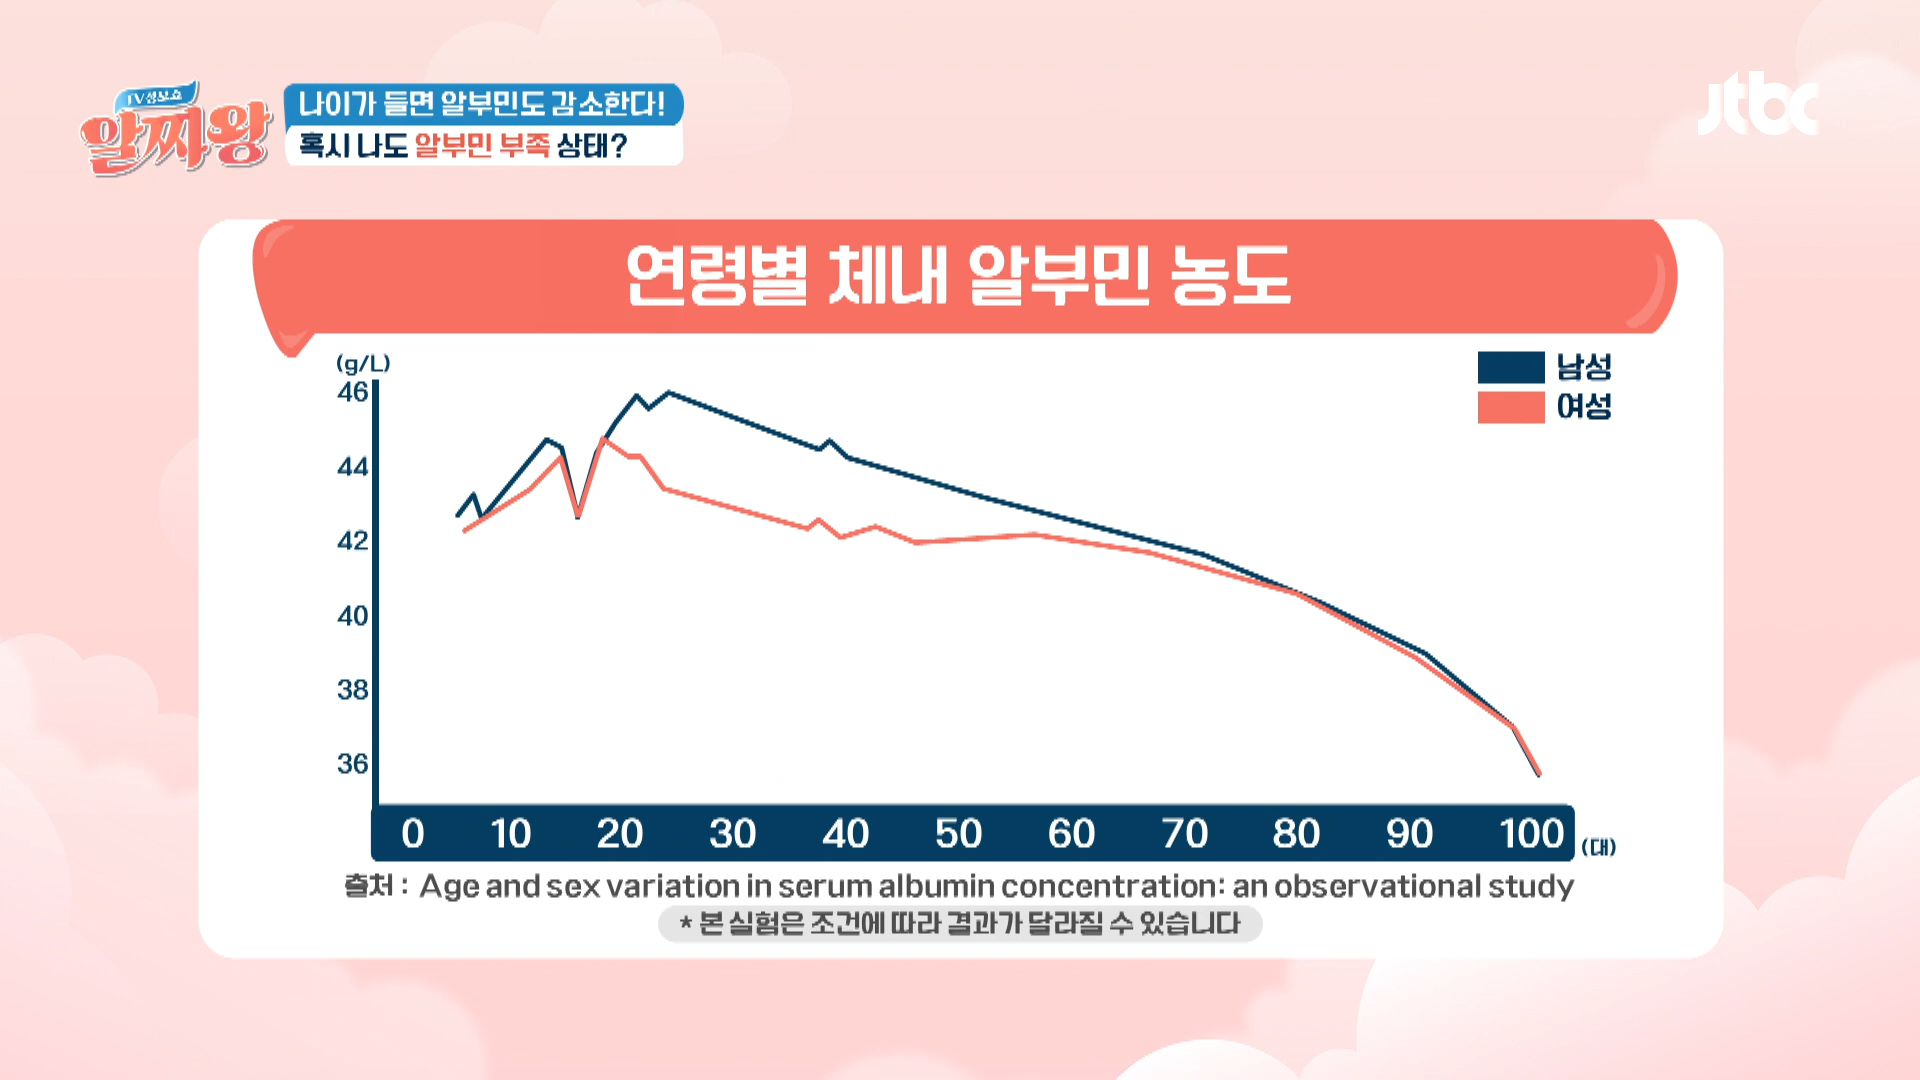 TV정보쇼
알짜왕
나이가 들면 알부민도 감소한다!
혹시 나도 알부민 부족 상태?
jtbc
연령별 체내 알부민 농도
(g/L)
남성
여성
46
44
42
40
38
36
0 10 20 30 40 50 60 70 80 90 100 (대)
출처 : Age and sex variation in serum albumin concentration: an observational study
* 본 실험은 조건에 따라 결과가 달라질 수 있습니다